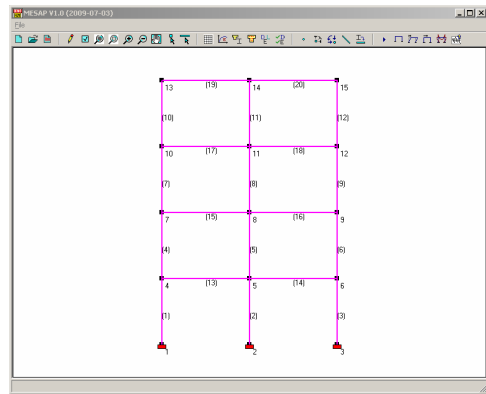 MESAP V1.0 (2009-07-03)
File
(19) (20)
13 14 15
(10) (11) (12)
(17) (18)
10 11 12
(7) (8) (9)
(15) (16)
7 8 9
(4) (5) (6)
(13) (14)
4 5 6
(1) (2) (3)
1 2 3